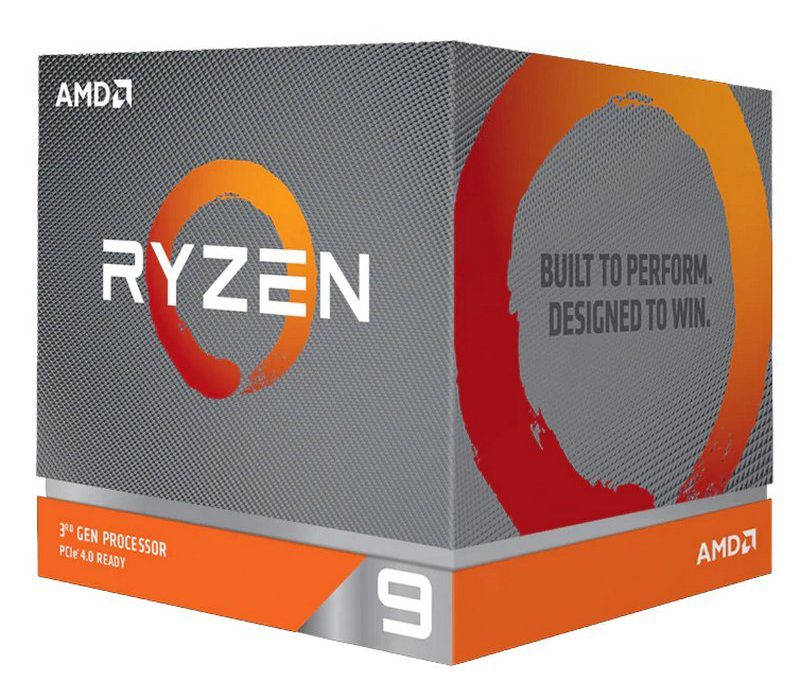 AMD
RYZEN
3RD GEN PROCESSOR
PCIe® 4.0 READY
9
BUILT TO PERFORM.
DESIGNED TO WIN.
AMD